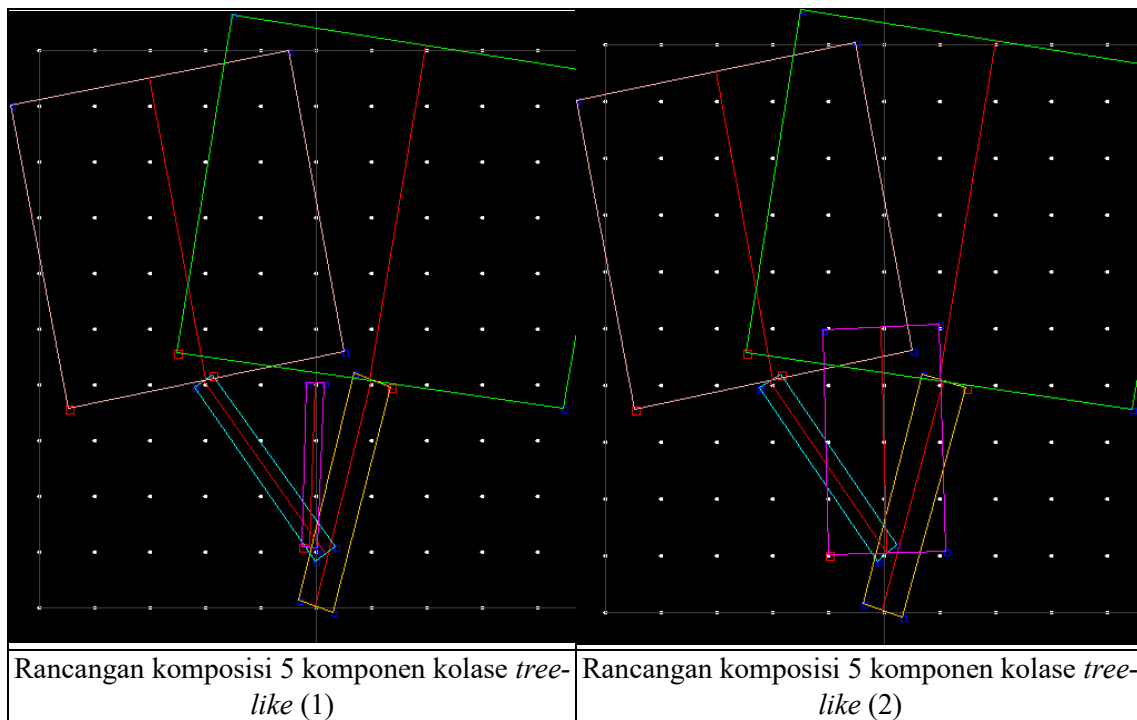 Rancangan komposisi 5 komponen kolase tree-
like (1)
Rancangan komposisi 5 komponen kolase tree-
like (2)